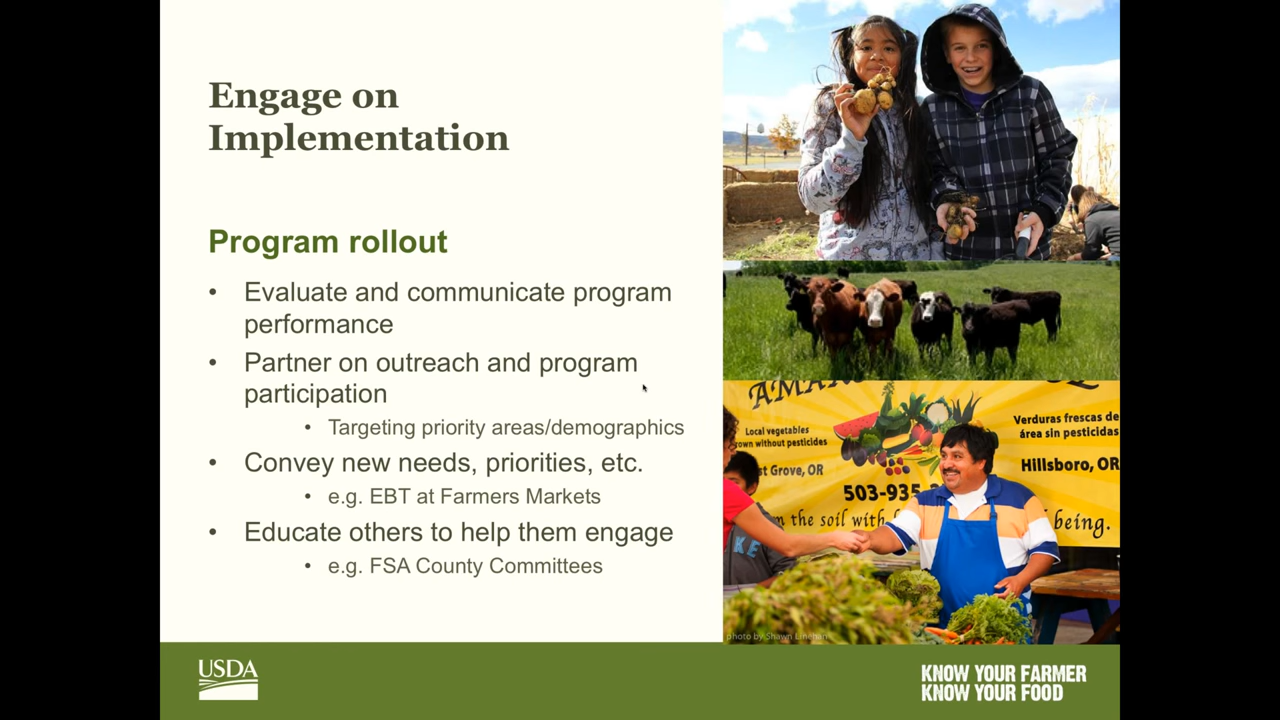 Engage on
Implementation
Program rollout
• Evaluate and communicate program
performance
• Partner on outreach and program
participation
• Targeting priority areas/demographics
• Convey new needs, priorities, etc.
• e.g. EBT at Farmers Markets
• Educate others to help them engage
• e.g. FSA County Committees
Local vegetables
own without pesticides
st Grove, OR
503-935
the soil with
being.
Verduras frescas de
área sin pesticidas
Hillsboro, OR
KE
photo by Shawn Linehan
USDA
KNOW YOUR FARMER
KNOW YOUR FOOD